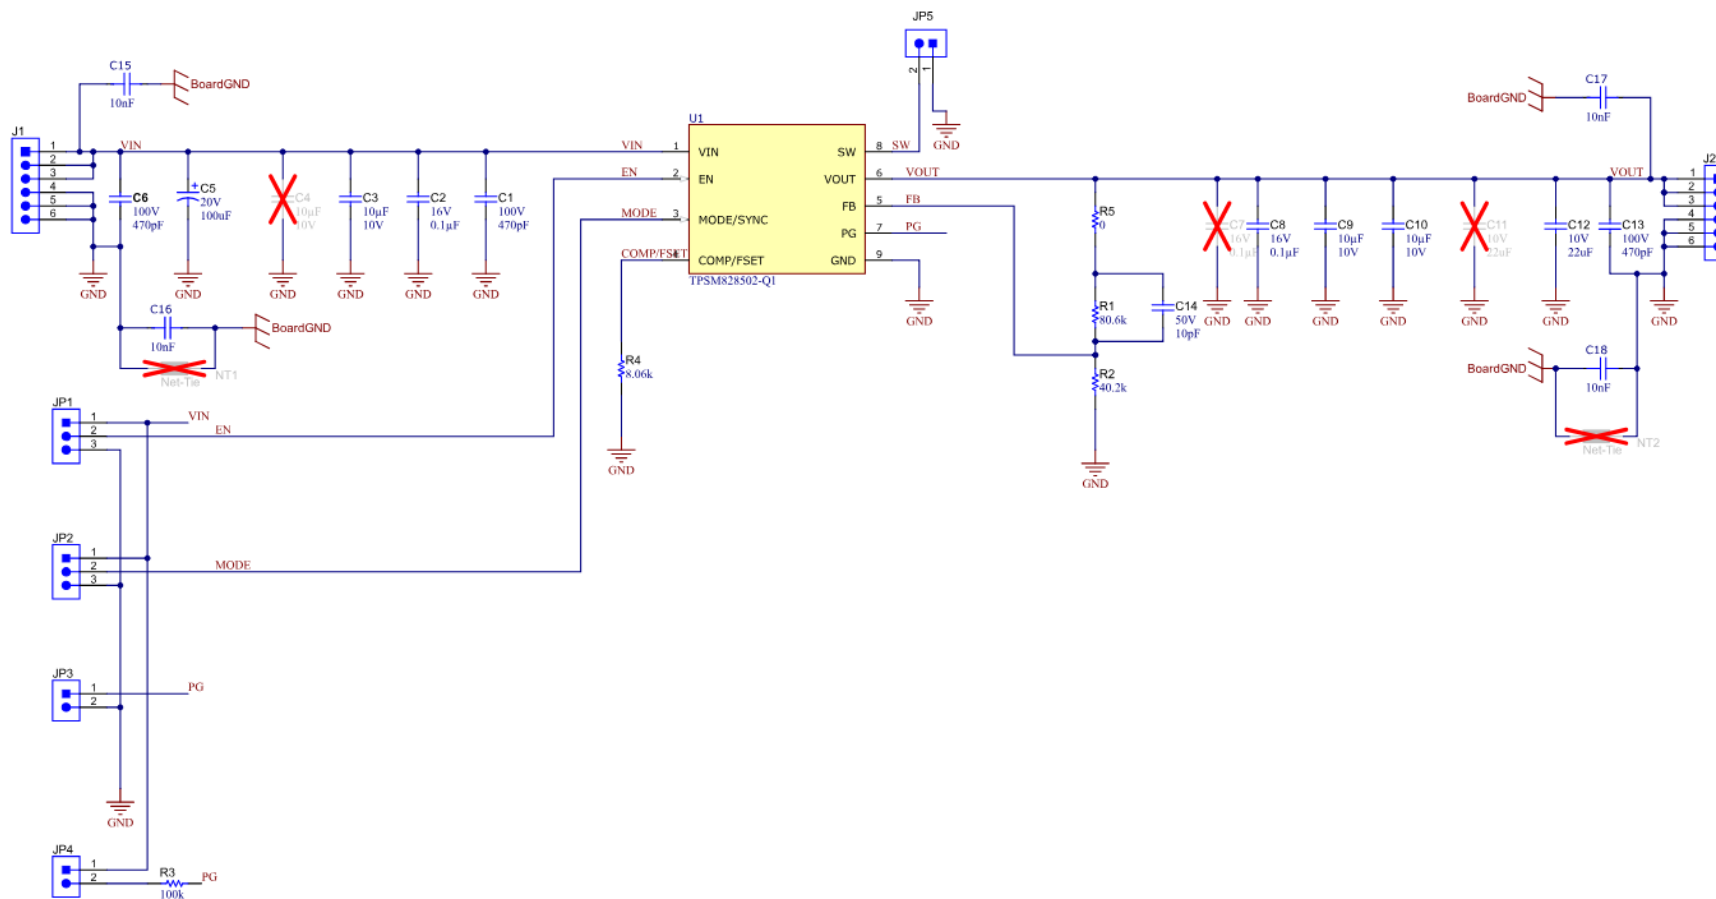 JP5
2
1
GND
C15
10nF
BoardGND
J1
1
2
3
4
5
6
VIN
C6
100V
470pF
GND
C5
20V
100uF
GND
C4
10µF
10V
GND
C3
10µF
10V
GND
C2
16V
0.1µF
GND
C1
100V
470pF
GND
C16
10nF
BoardGND
Net-Tie
NT1
U1
VIN
1
VIN
EN
2
EN
MODE
3
MODE/SYNC
COMP/FSET
4
COMP/FSET
SW
8
SW
VOUT
6
VOUT
FB
5
FB
PG
7
PG
GND
9
GND
TPSM828502-Q1
R4
8.06k
GND
R5
0
R1
80.6k
C14
50V
10pF
R2
40.2k
GND
C7
16V
0.1µF
GND
C8
16V
0.1µF
GND
C9
10µF
10V
GND
C10
10µF
10V
GND
C11
10V
22uF
GND
C12
10V
22uF
GND
C13
100V
470pF
GND
BoardGND
C17
10nF
VOUT
J2
1
2
3
4
5
6
BoardGND
C18
10nF
Net-Tie
NT2
JP1
1
2
3
VIN
EN
JP2
1
2
3
MODE
JP3
1
2
PG
GND
JP4
1
2
R3
100k
PG